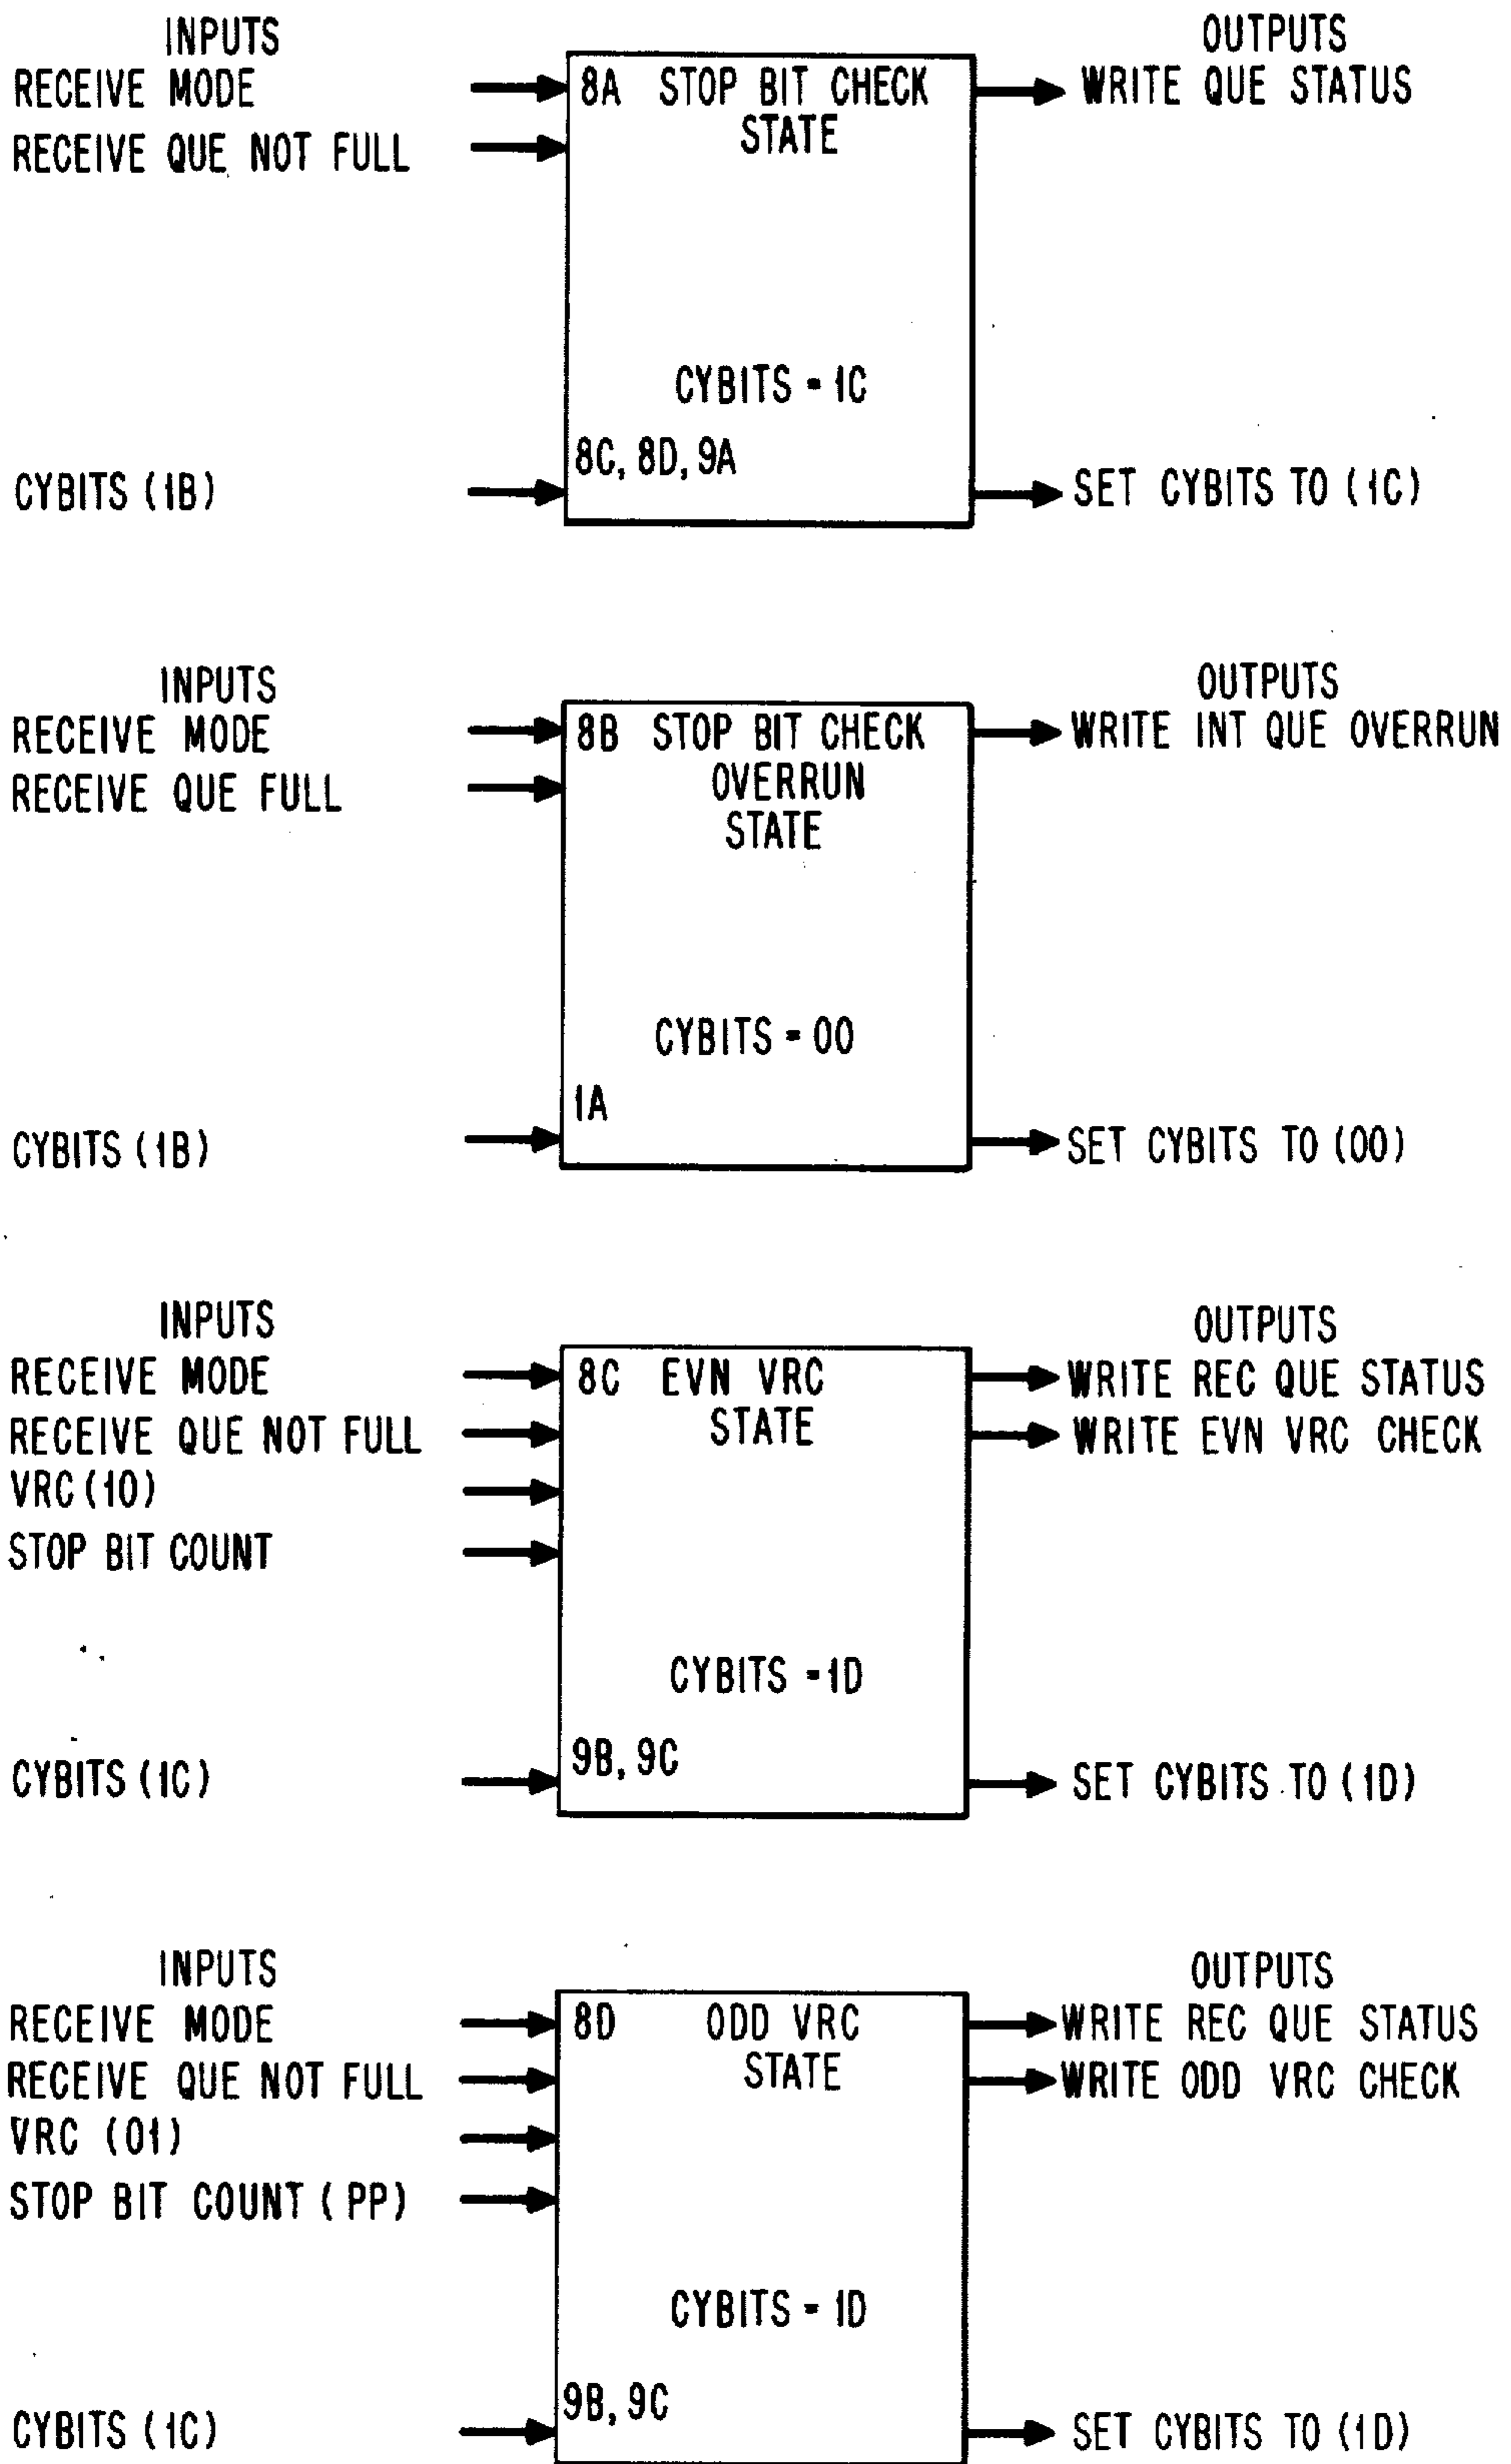 INPUTS
OUTPUTS
RECEIVE MODE
8A STOP BIT CHECK
WRITE QUE STATUS
RECEIVE QUE NOT FULL
STATE
CYBITS = 1C
8C, 8D, 9A
CYBITS (1B)
SET CYBITS TO (1C)
INPUTS
OUTPUTS
RECEIVE MODE
8B STOP BIT CHECK
WRITE INT QUE OVERRUN
RECEIVE QUE FULL
OVERRUN
STATE
CYBITS = 00
1A
CYBITS (1B)
SET CYBITS TO (00)
INPUTS
OUTPUTS
RECEIVE MODE
8C EVN VRC
WRITE REC QUE STATUS
RECEIVE QUE NOT FULL
STATE
WRITE EVN VRC CHECK
VRC (10)
STOP BIT COUNT
CYBITS = 1D
9B, 9C
CYBITS (1C)
SET CYBITS TO (1D)
INPUTS
OUTPUTS
RECEIVE MODE
8D ODD VRC
WRITE REC QUE STATUS
RECEIVE QUE NOT FULL
STATE
WRITE ODD VRC CHECK
VRC (01)
STOP BIT COUNT (PP)
CYBITS = 1D
9B, 9C
CYBITS (1C)
SET CYBITS TO (1D)